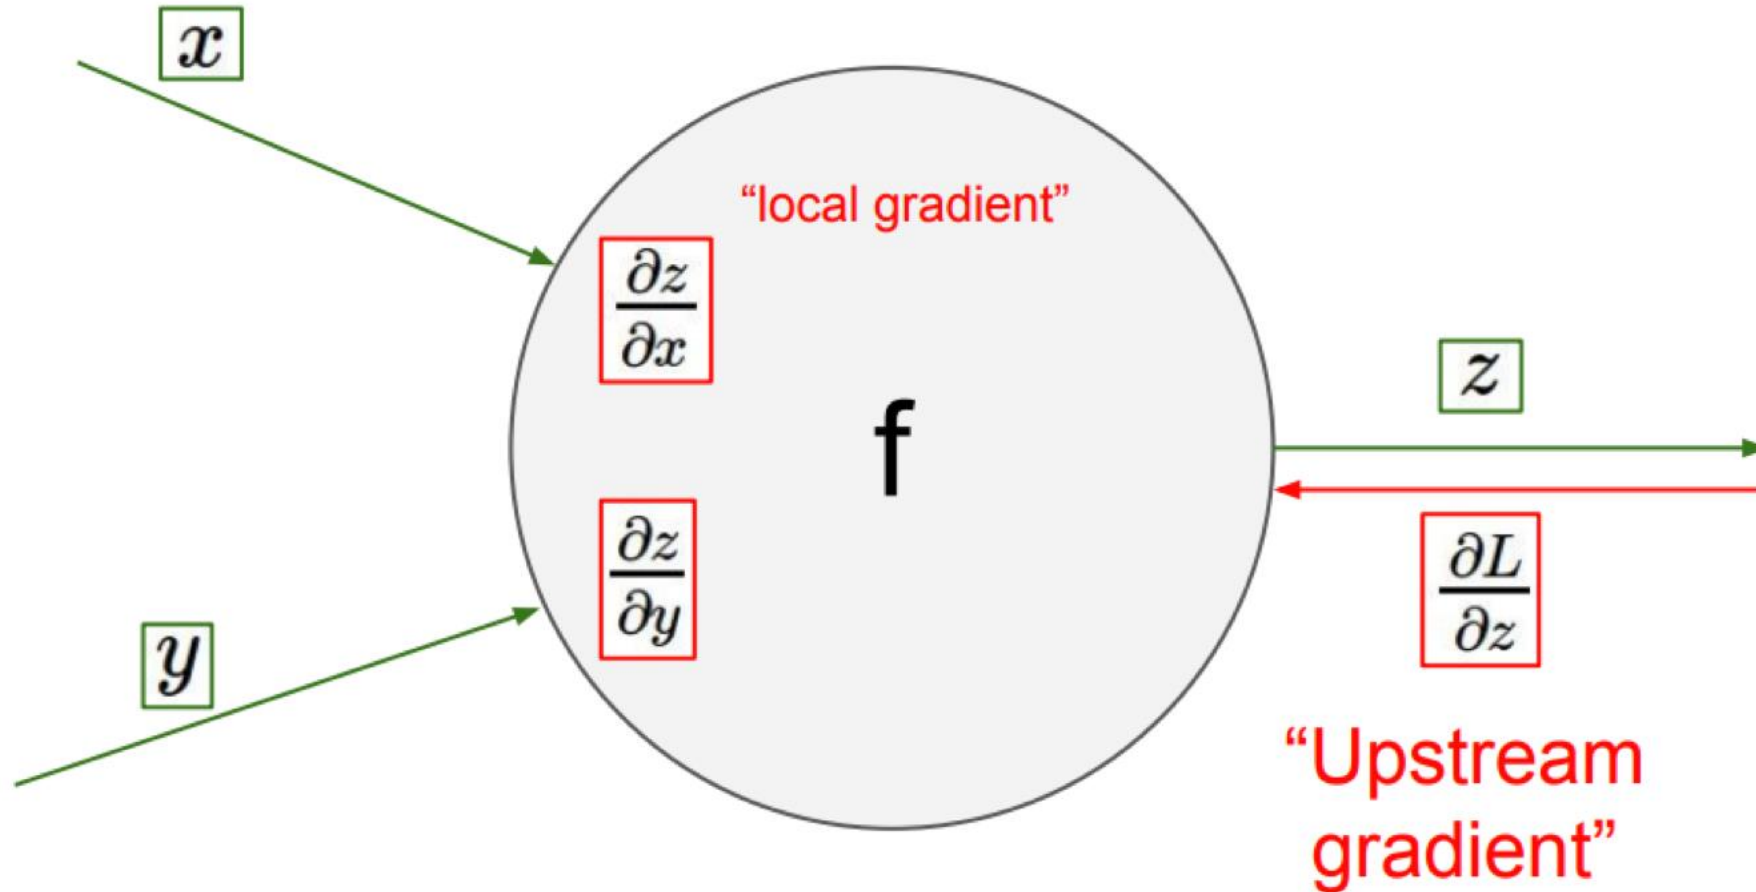 x
“local gradient”
∂z
∂x
f
z
∂z
∂y
∂L
∂z
y
“Upstream
gradient”